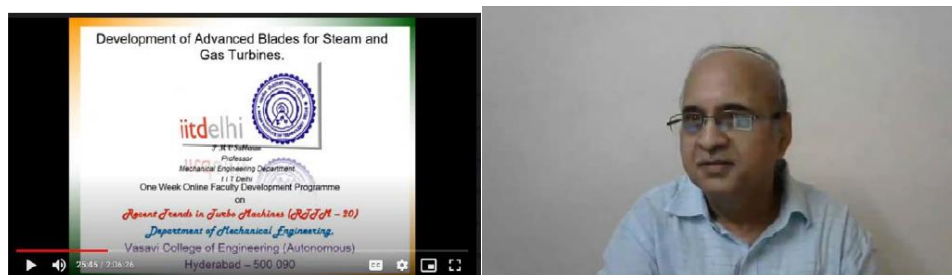 Development of Advanced Blades for Steam and
Gas Turbines.
iitdelhi
Professor
Mechanical Engineering Department
I I T Delhi
One Week Online Faculty Development Programme
on
Recent Trends in Turbo Machines (RTTM – 20)
Department of Mechanical Engineering,
Vasavi College of Engineering (Autonomous)
Hyderabad – 500 090
25:45 / 2:06:26
CC